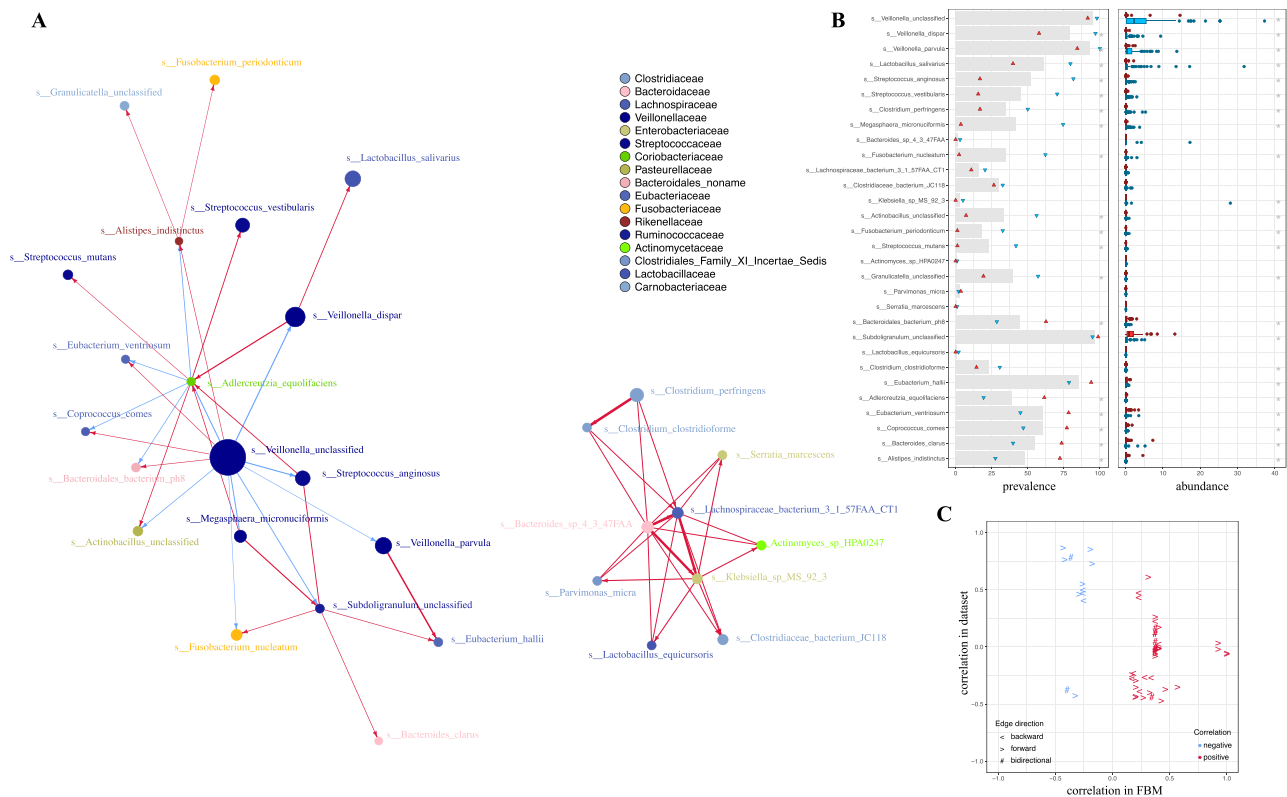 A
s__Fusobacterium_periodonticum
s__Granulicatella_unclassified
s__Lactobacillus_salivarius
s__Streptococcus_vestibularis
s__Alistipes_indistinctus
s__Streptococcus_mutans
s__Veillonella_dispar
s__Eubacterium_ventriosum
s__Adlercreutzia_equolifaciens
s__Coprococcus_comes
s__Veillonella_unclassified
s__Bacteroidales_bacterium_ph8
s__Streptococcus_anginosus
s__Megasphaera_micronuciformis
s__Actinobacillus_unclassified
s__Veillonella_parvula
s__Subdoligranulum_unclassified
s__Fusobacterium_nucleatum
s__Eubacterium_hallii
s__Bacteroides_clarus
Clostridiaceae
Bacteroidaceae
Lachnospiraceae
Veillonellaceae
Enterobacteriaceae
Streptococcaceae
Coriobacteriaceae
Pasteurellaceae
Bacteroidales_noname
Eubacteriaceae
Fusobacteriaceae
Rikenellaceae
Ruminococcaceae
Actinomycetaceae
Clostridiales_Family_XI_Incertae_Sedis
Lactobacillaceae
Carnobacteriaceae
s__Clostridium_perfringens
s__Clostridium_clostridioforme
s__Serratia_marcescens
s__Lachnospiraceae_bacterium_3_1_57FAA_CT1
s__Bacteroides_sp_4_3_47FAA
Actinomyces_sp_HPA0247
s__Klebsiella_sp_MS_92_3
s__Parvimonas_micra
s__Clostridiaceae_bacterium_JC118
s__Lactobacillus_equicursoris
B
s__Veillonella_unclassified
s__Veillonella_dispar
s__Veillonella_parvula
s__Lactobacillus_salivarius
s__Streptococcus_anginosus
s__Streptococcus_vestibularis
s__Clostridium_perfringens
s__Megasphaera_micronuciformis
s__Bacteroides_sp_4_3_47FAA
s__Fusobacterium_nucleatum
s__Lachnospiraceae_bacterium_3_1_57FAA_CT1
s__Clostridiaceae_bacterium_JC118
s__Klebsiella_sp_MS_92_3
s__Actinobacillus_unclassified
s__Fusobacterium_periodonticum
s__Streptococcus_mutans
s__Actinomyces_sp_HPA0247
s__Granulicatella_unclassified
s__Parvimonas_micra
s__Serratia_marcescens
s__Bacteroidales_bacterium_ph8
s__Subdoligranulum_unclassified
s__Lactobacillus_equicursoris
s__Clostridium_clostridioforme
s__Eubacterium_hallii
s__Adlercreutzia_equolifaciens
s__Eubacterium_ventriosum
s__Coprococcus_comes
s__Bacteroides_clarus
s__Alistipes_indistinctus
0 25 50 75 100
prevalence
0 10 20 30 40
abundance
C
1.0
0.5
0.0
−0.5
−1.0
correlation in dataset
Edge direction
< backward
> forward
# bidirectional
Correlation
negative
positive
−1.0 −0.5 0.0 0.5 1.0
correlation in FBM